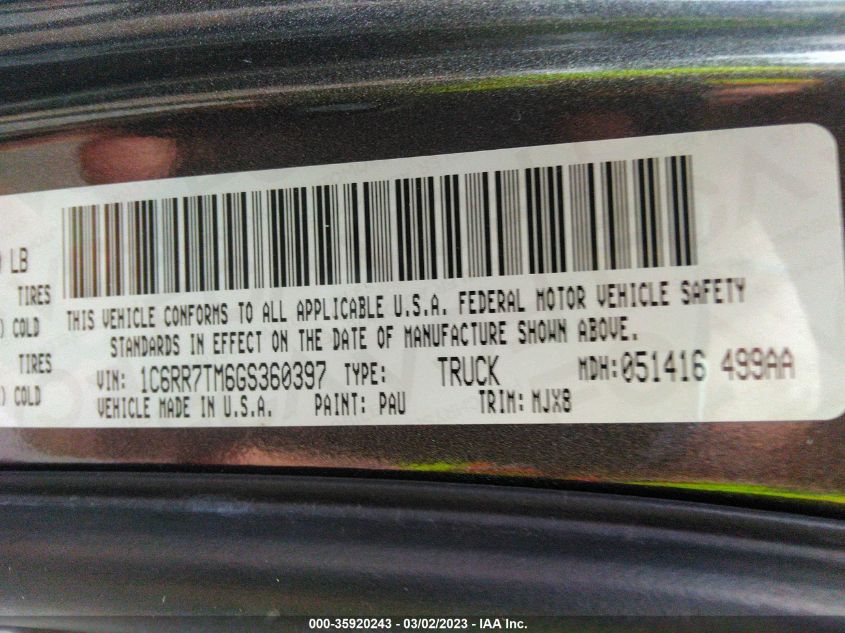 LB
TIRES
) COLD
TIRES
) COLD
THIS VEHICLE CONFORMS TO ALL APPLICABLE U.S.A. FEDERAL MOTOR VEHICLE SAFETY
STANDARDS IN EFFECT ON THE DATE OF MANUFACTURE SHOWN ABOVE.
VIN: 1C6RR7TM6GS360397 TYPE: TRUCK MDH:051416 499AA
VEHICLE MADE IN U.S.A. PAINT: PAU TRIM: MJX8
000-35920243 - 03/02/2023 - IAA Inc.